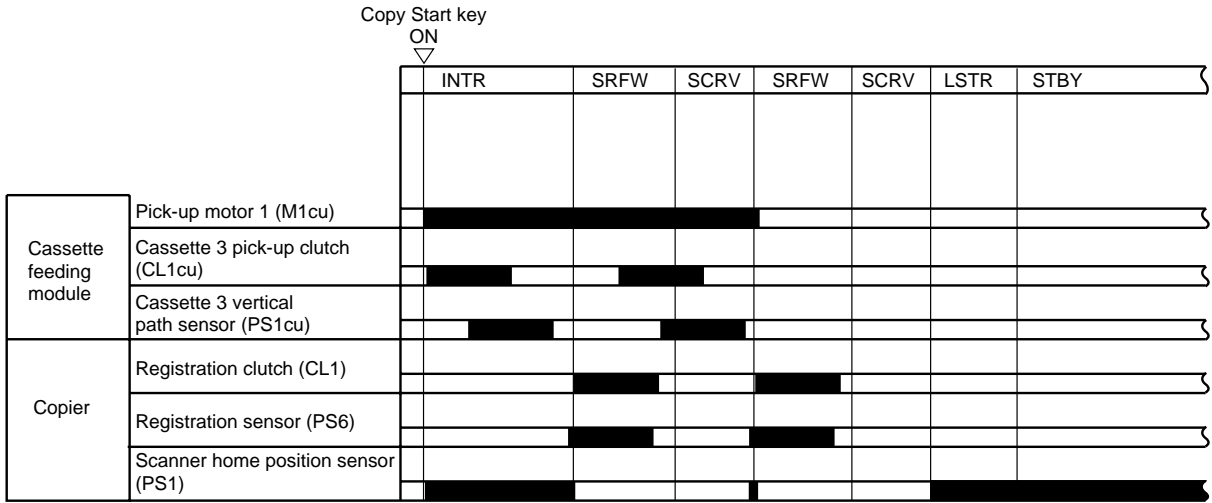 Copy Start key
ON
INTR SRFW SCRV SRFW SCRV LSTR STBY
Cassette
feeding
module
Pick-up motor 1 (M1cu)
Cassette 3 pick-up clutch
(CL1cu)
Cassette 3 vertical
path sensor (PS1cu)
Copier
Registration clutch (CL1)
Registration sensor (PS6)
Scanner home position sensor
(PS1)